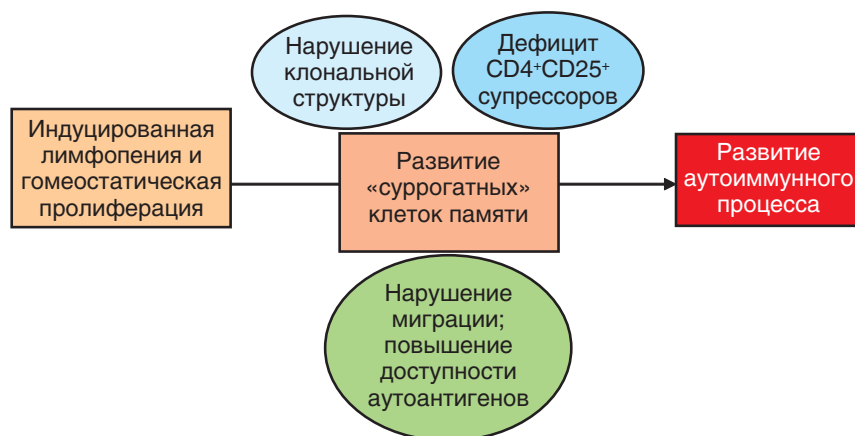 Нарушение
клональной
структуры
Дефицит
CD4⁺CD25⁺
супрессоров
Индуцированная
лимфопения и
гомеостатическая
пролиферация
Развитие
«суррогатных»
клеток памяти
Развитие
аутоиммунного
процесса
Нарушение
миграции;
повышение
доступности
аутоантигенов